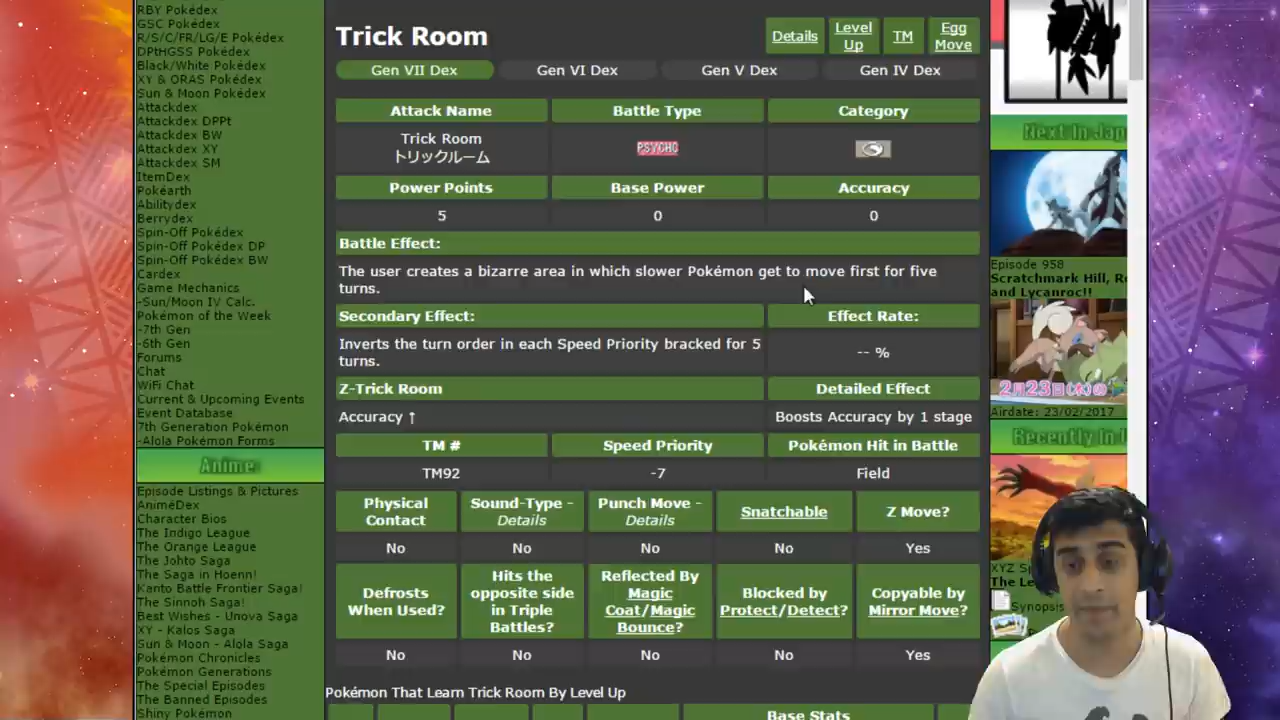 RBY Pokédex
GSC Pokédex
R/S/C/FR/LG/E Pokédex
DPtHGSS Pokédex
Black/White Pokédex
XY & ORAS Pokédex
Sun & Moon Pokédex
Attackdex
Attackdex DPPt
Attackdex BW
Attackdex XY
Attackdex SM
ItemDex
Pokéarth
Abilitydex
Berrydex
Spin-Off Pokédex
Spin-Off Pokédex DP
Spin-Off Pokédex BW
Cardex
Game Mechanics
-Sun/Moon IV Calc.
Pokémon of the Week
-7th Gen
-6th Gen
Forums
Chat
WiFi Chat
Current & Upcoming Events
Event Database
7th Generation Pokémon
-Alola Pokémon Forms
Anime
Episode Listings & Pictures
AniméDex
Character Bios
The Indigo League
The Orange League
The Johto Saga
The Saga in Hoenn!
Kanto Battle Frontier Saga!
The Sinnoh Saga!
Best Wishes - Unova Saga
XY - Kalos Saga
Sun & Moon - Alola Saga
Pokémon Chronicles
Pokémon Generations
The Special Episodes
The Banned Episodes
Shiny Pokémon
Trick Room
Details Level Up TM Egg Move
Gen VII Dex Gen VI Dex Gen V Dex Gen IV Dex
Attack Name Battle Type Category
Trick Room
トリックルーム
PSYCHC
Power Points Base Power Accuracy
5 0 0
Battle Effect:
The user creates a bizarre area in which slower Pokémon get to move first for five
turns.
Secondary Effect: Effect Rate:
Inverts the turn order in each Speed Priority bracked for 5
turns.
-- %
Z-Trick Room Detailed Effect
Accuracy ↑ Boosts Accuracy by 1 stage
TM # Speed Priority Pokémon Hit in Battle
TM92 -7 Field
Physical Contact Sound-Type - Details Punch Move - Details Snatchable Z Move?
No No No No Yes
Defrosts When Used? Hits the opposite side in Triple Battles? Reflected By Magic Coat/Magic Bounce? Blocked by Protect/Detect? Copyable by Mirror Move?
No No No No Yes
Pokémon That Learn Trick Room By Level Up
Base Stats
Next In Jap
Episode 958
Scratchmark Hill, R
and Lycanroc!!
2月23日(木)の
Airdate: 23/02/2017
Recently In
XYZ S
The Le
Synopsis